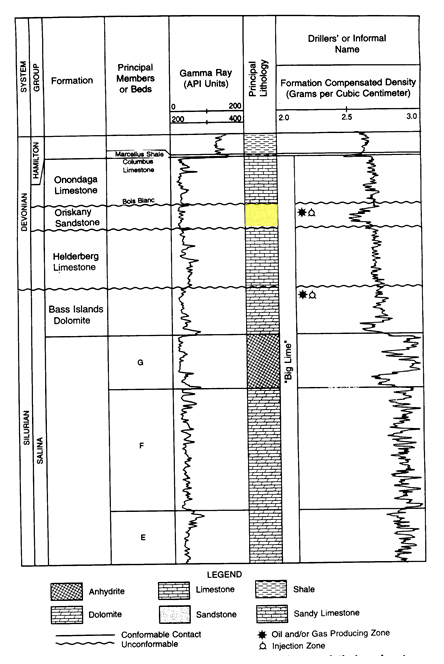 Drillers' or Informal
Name
SYSTEM
GROUP
Formation
Principal
Members
or Beds
Gamma Ray
(API Units)
0 200
200 400
Principal
Lithology
Formation Compensated Density
(Grams per Cubic Centimeter)
2.0 2.5 3.0
DEVONIAN
HAMILTON
Marcellus Shale
Columbus
Limestone
Onondaga
Limestone
Bois Blanc
Oriskany
Sandstone
Helderberg
Limestone
SILURIAN
Bass Islands
Dolomite
SALINA
G
F
E
"Big Lime"
LEGEND
Anhydrite
Limestone
Shale
Dolomite
Sandstone
Sandy Limestone
Conformable Contact
Unconformable
Oil and/or Gas Producing Zone
Injection Zone